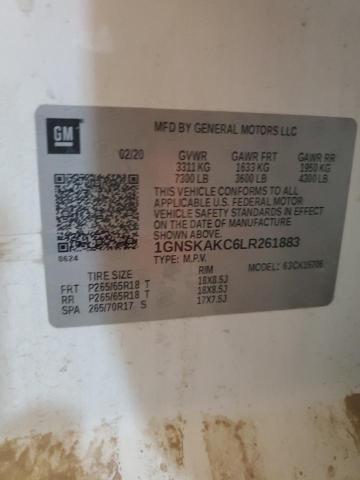 GM
MFD BY GENERAL MOTORS LLC
02/20 GVWR GAWR FRT GAWR RR
3311 KG 1633 KG 1950 KG
7300 LB 3600 LB 4300 LB
THIS VEHICLE CONFORMS TO ALL
APPLICABLE U.S. FEDERAL MOTOR
VEHICLE SAFETY STANDARDS IN EFFECT
ON THE DATE OF MANUFACTURE
SHOWN ABOVE.
1GNSKAKC6LR261883
8624 TYPE: M.P.V. MODEL:
TIRE SIZE RIM
FRT P265/65R18 T 18X8.5J
RR P265/65R18 T 18X8.5J
SPA 265/70R17 S 17X7.5J